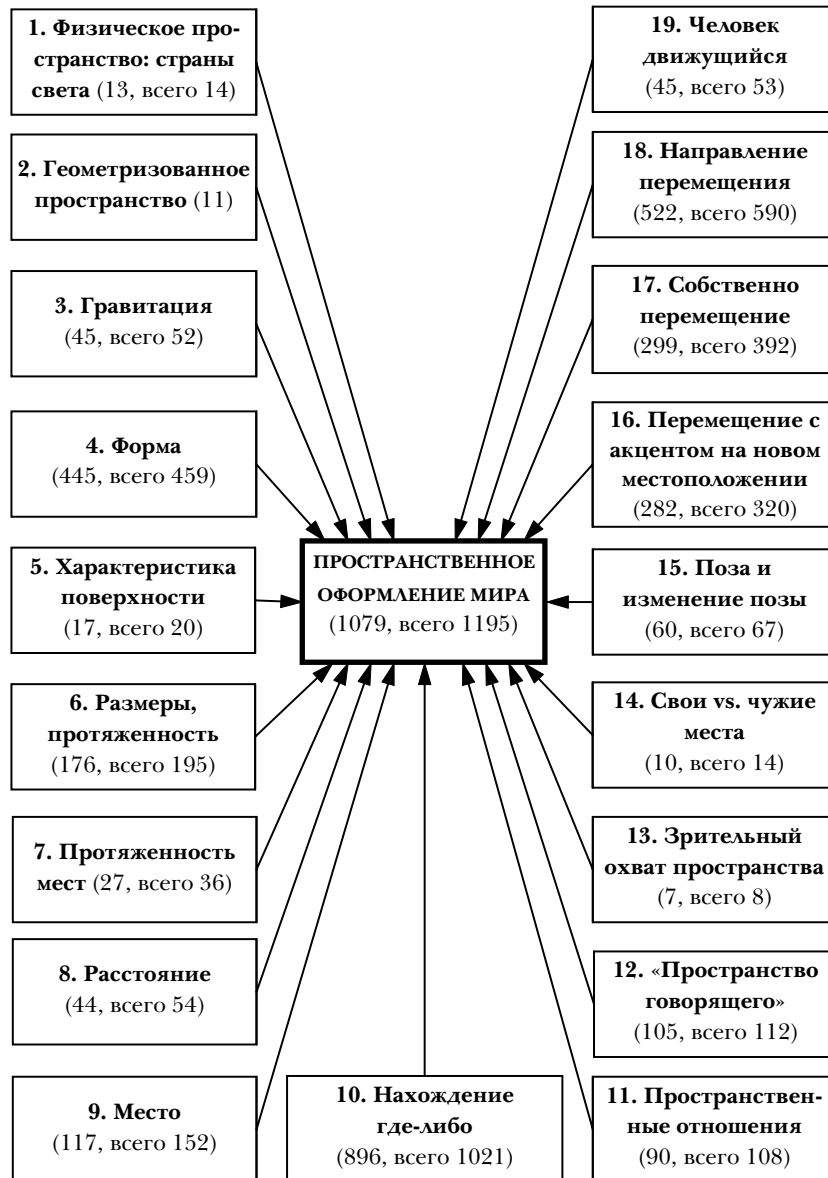 1. Физическое про-
странство: страны
света (13, всего 14)
2. Геометризованное
пространство (11)
3. Гравитация
(45, всего 52)
4. Форма
(445, всего 459)
5. Характеристика
поверхности
(17, всего 20)
6. Размеры,
протяженность
(176, всего 195)
7. Протяженность
мест (27, всего 36)
8. Расстояние
(44, всего 54)
9. Место
(117, всего 152)
ПРОСТРАНСТВЕННОЕ
ОФОРМЛЕНИЕ МИРА
(1079, всего 1195)
10. Нахождение
где-либо
(896, всего 1021)
19. Человек
движущийся
(45, всего 53)
18. Направление
перемещения
(522, всего 590)
17. Собственно
перемещение
(299, всего 392)
16. Перемещение с
акцентом на новом
местоположении
(282, всего 320)
15. Поза и
изменение позы
(60, всего 67)
14. Свои vs. чужие
места
(10, всего 14)
13. Зрительный
охват пространства
(7, всего 8)
12. «Пространство
говорящего»
(105, всего 112)
11. Пространствен-
ные отношения
(90, всего 108)